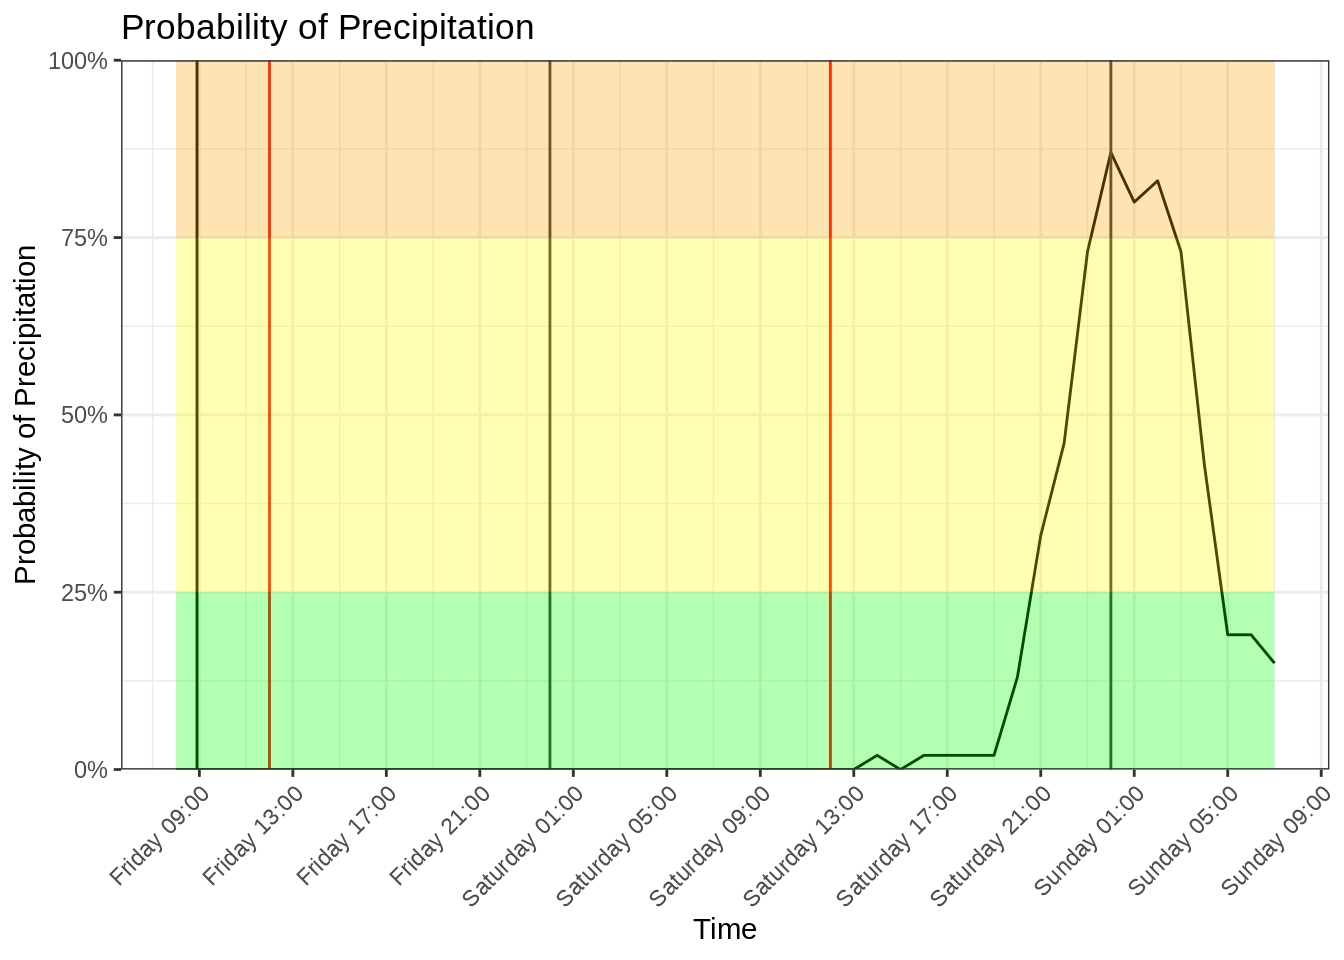 Probability of Precipitation
Probability of Precipitation
100%
75%
50%
25%
0%
Friday 09:00
Friday 13:00
Friday 17:00
Friday 21:00
Saturday 01:00
Saturday 05:00
Saturday 09:00
Saturday 13:00
Saturday 17:00
Saturday 21:00
Sunday 01:00
Sunday 05:00
Sunday 09:00
Time